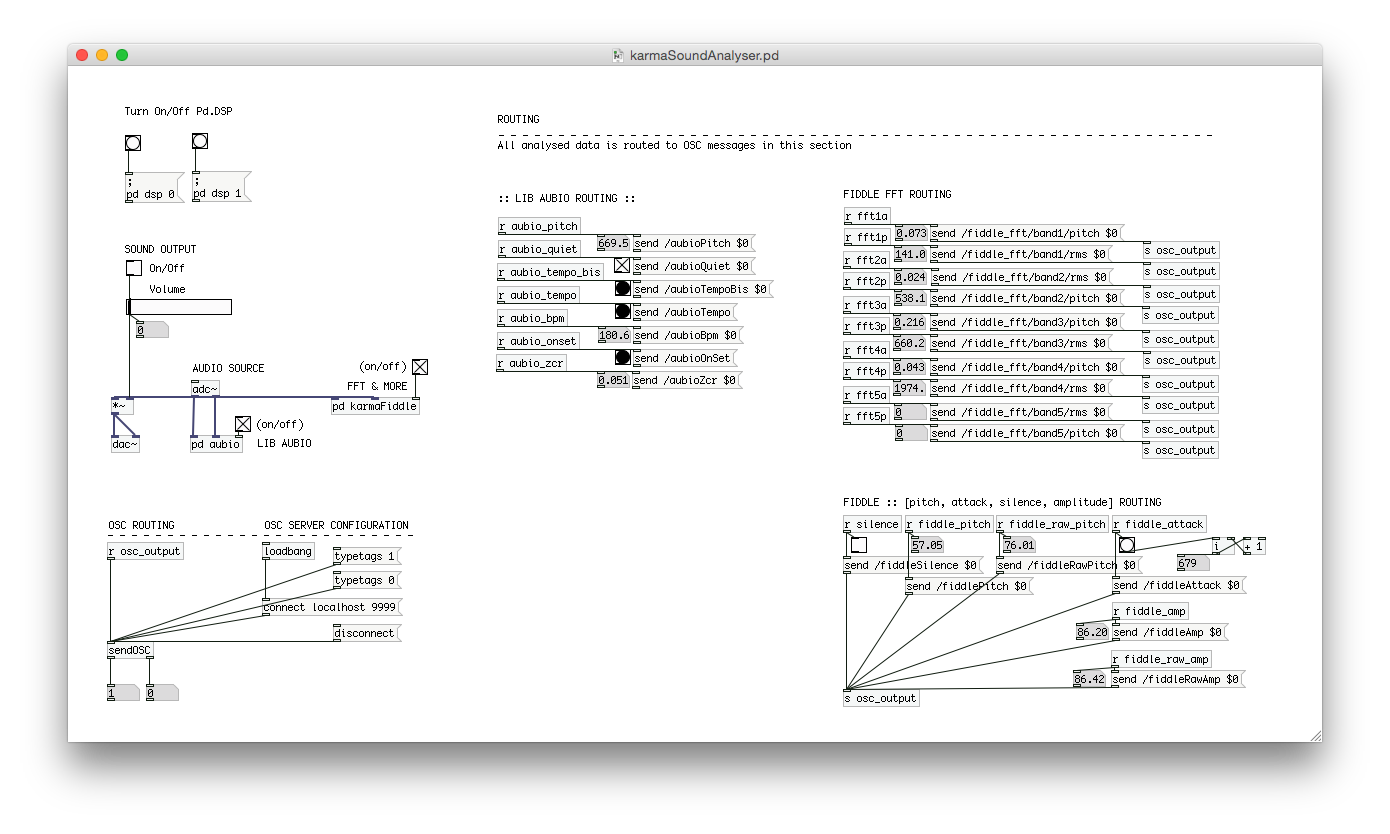 karmaSoundAnalyser.pd
Turn On/Off Pd.DSP
;
pd dsp 0
;
pd dsp 1
SOUND OUTPUT
On/Off
Volume
0
AUDIO SOURCE
adc~
(on/off)
FFT & MORE
*~
pd karmaFiddle
(on/off)
dac~
pd aubio
LIB AUBIO
OSC ROUTING
OSC SERVER CONFIGURATION
r osc_output
loadbang
typetags 1
typetags 0
connect localhost 9999
disconnect
sendOSC
1
0
ROUTING
All analysed data is routed to OSC messages in this section
:: LIB AUBIO ROUTING ::
r aubio_pitch
669.5
send /aubioPitch $0
r aubio_quiet
send /aubioQuiet $0
r aubio_tempo_bis
send /aubioTempoBis $0
r aubio_tempo
send /aubioTempo
r aubio_bpm
180.6
send /aubioBpm $0
r aubio_onset
send /aubioOnSet
r aubio_zcr
0.051
send /aubioZcr $0
FIDDLE FFT ROUTING
r fft1a
0.073
send /fiddle_fft/band1/pitch $0
s osc_output
r fft1p
141.0
send /fiddle_fft/band1/rms $0
s osc_output
r fft2a
0.024
send /fiddle_fft/band2/rms $0
s osc_output
r fft2p
538.1
send /fiddle_fft/band2/pitch $0
s osc_output
r fft3a
0.216
send /fiddle_fft/band3/pitch $0
s osc_output
r fft3p
660.2
send /fiddle_fft/band3/rms $0
s osc_output
r fft4a
0.043
send /fiddle_fft/band4/pitch $0
s osc_output
r fft4p
1974.
send /fiddle_fft/band4/rms $0
s osc_output
r fft5a
0
send /fiddle_fft/band5/rms $0
s osc_output
r fft5p
0
send /fiddle_fft/band5/pitch $0
s osc_output
FIDDLE :: [pitch, attack, silence, amplitude] ROUTING
r silence
r fiddle_pitch
r fiddle_raw_pitch
r fiddle_attack
57.05
76.01
i
+ 1
679
send /fiddleSilence $0
send /fiddleRawPitch $0
send /fiddlePitch $0
send /fiddleAttack $0
r fiddle_amp
86.20
send /fiddleAmp $0
r fiddle_raw_amp
86.42
send /fiddleRawAmp $0
s osc_output